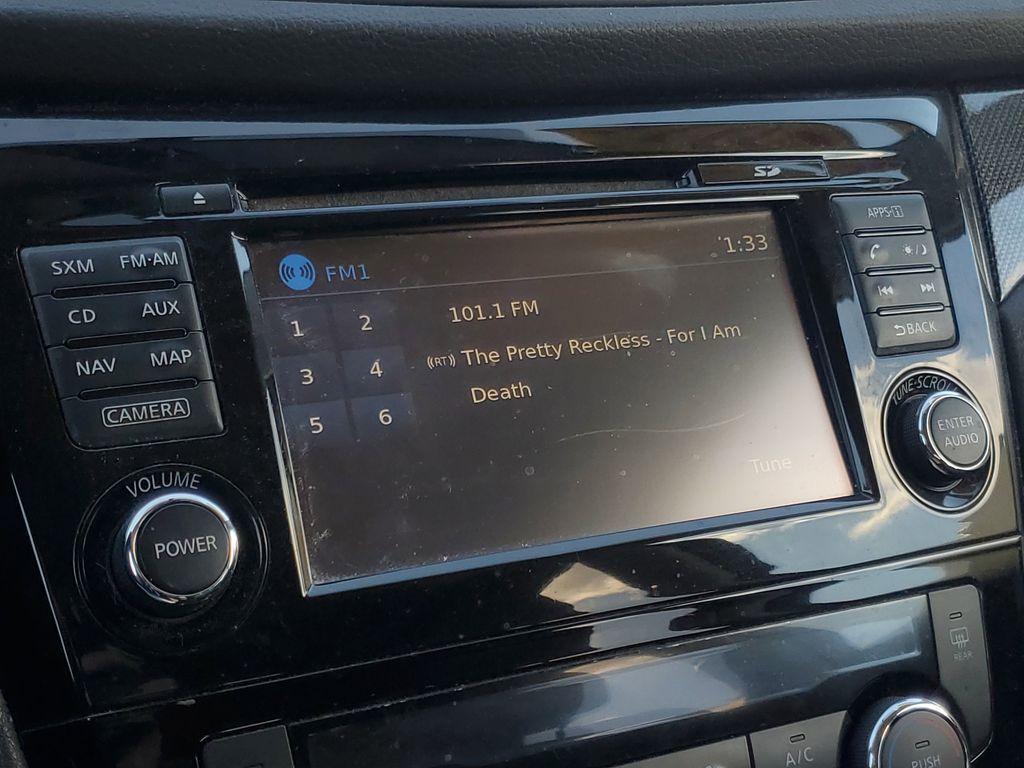 SD
APPS·i
SXM FM·AM
FM1 1:33
CD AUX
1 2 101.1 FM
NAV MAP
3 4 ((RT)) The Pretty Reckless - For I Am
BACK
CAMERA
5 6 Death
TUNE·SCROLL
ENTER
AUDIO
Tune
VOLUME
POWER
REAR
A/C
PUSH